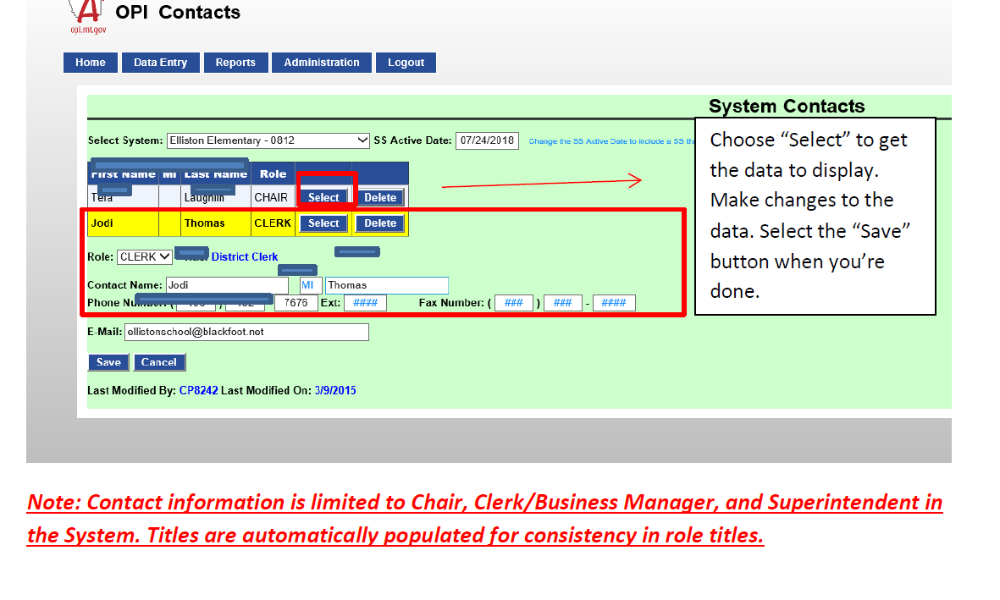 OPI Contacts
opi.mt.gov
Home Data Entry Reports Administration Logout
System Contacts
Select System: Elliston Elementary - 0812 SS Active Date: 07/24/2018 Change the SS Active Date to include a SS
First Name MI Last Name Role
Tera Laughlin CHAIR Select Delete
Jodi Thomas CLERK Select Delete
Role: CLERK District Clerk
Contact Name: Jodi MI Thomas
Phone 7676 Ext: #### Fax Number: ( ### ) ### - ####
E-Mail: ellistonschool@blackfoot.net
Save Cancel
Last Modified By: CP8242 Last Modified On: 3/9/2015
Choose “Select” to get
the data to display.
Make changes to the
data. Select the “Save”
button when you’re
done.
Note: Contact information is limited to Chair, Clerk/Business Manager, and Superintendent in
the System. Titles are automatically populated for consistency in role titles.